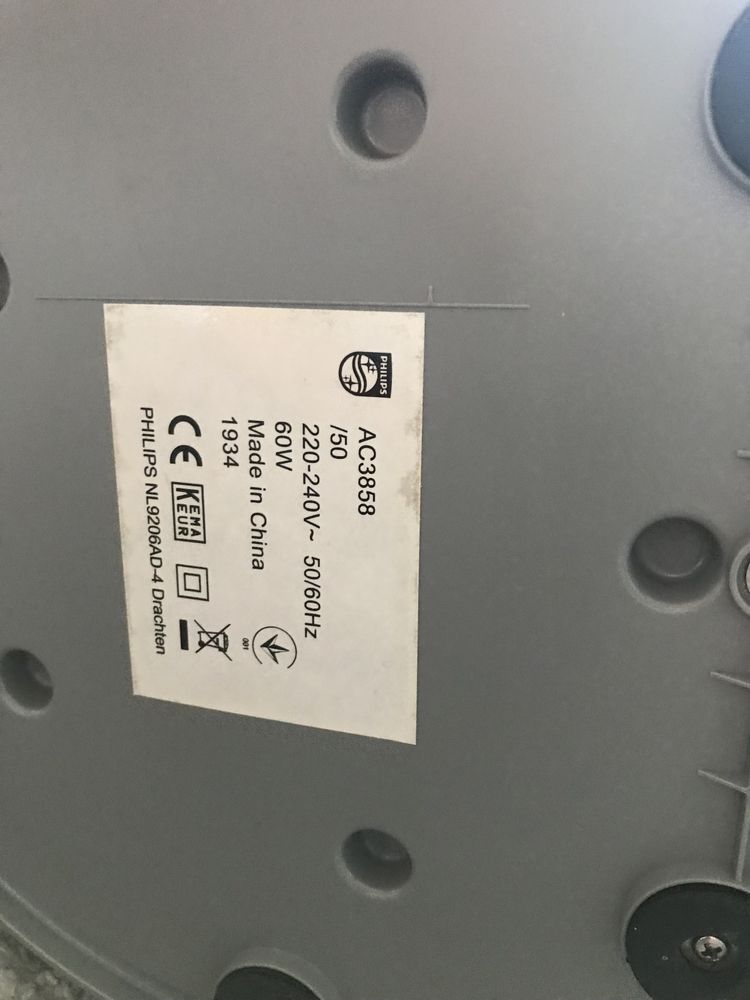 PHILIPS
AC3858
/50
220-240V~ 50/60Hz
60W
Made in China
1934
001
CE KEMA
KEUR
PHILIPS NL9206AD-4 Drachten